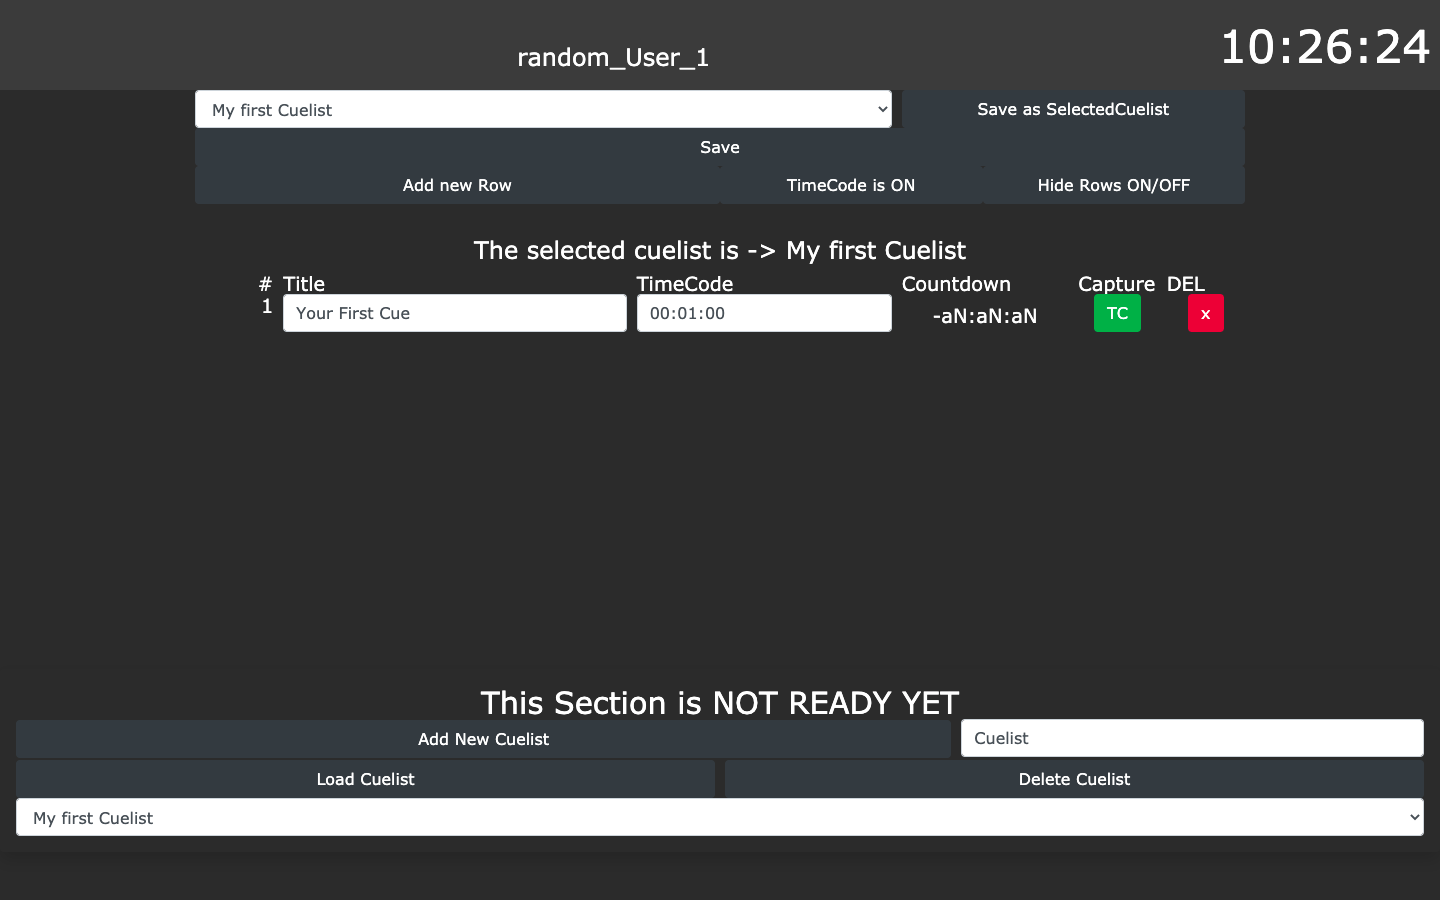 random_User_1
10:26:24
My first Cuelist
Save as SelectedCuelist
Save
Add new Row
TimeCode is ON
Hide Rows ON/OFF
The selected cuelist is -> My first Cuelist
# Title TimeCode Countdown Capture DEL
1 Your First Cue 00:01:00 -aN:aN:aN TC x
This Section is NOT READY YET
Add New Cuelist
Cuelist
Load Cuelist
Delete Cuelist
My first Cuelist